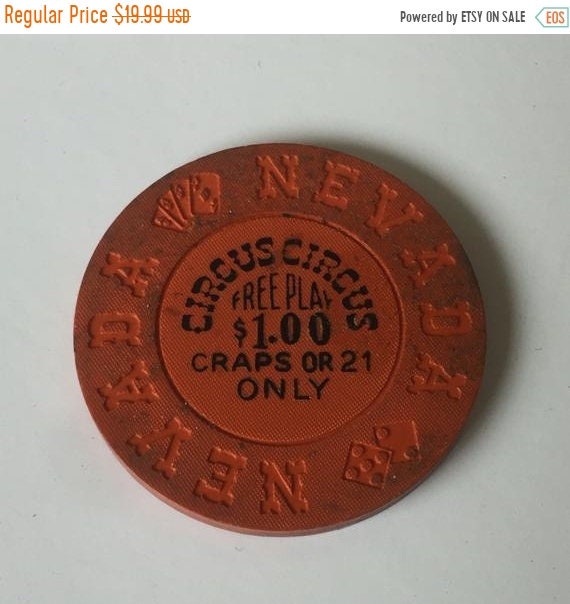 Regular Price $19.99 USD
Powered by ETSY ON SALE
EOS
NEVADA
CIRCUS CIRCUS
FREE PLAY
$1.00
CRAPS OR 21
ONLY
NEVADA